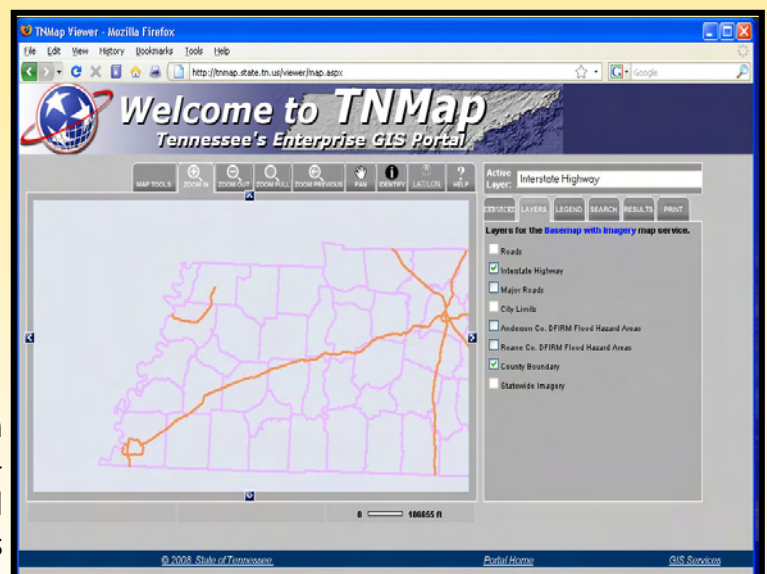 TNMap Viewer - Mozilla Firefox
File Edit View History Bookmarks Tools Help
http://tnmap.state.tn.us/viewer/map.aspx
Google
Welcome to TNMap
Tennessee's Enterprise GIS Portal
MAP TOOLS ZOOM IN ZOOM OUT ZOOM FULL ZOOM PREVIOUS PAN IDENTIFY LAT/LON HELP
Active Layer: Interstate Highway
SERVICES LAYERS LEGEND SEARCH RESULTS PRINT
Layers for the Basemap with Imagery map service.
Roads
Interstate Highway
Major Roads
City Limits
Anderson Co. DFIRM Flood Hazard Areas
Roane Co. DFIRM Flood Hazard Areas
County Boundary
Statewide Imagery
0 106655 ft
© 2008 State of Tennessee
Portal Home
GIS Services